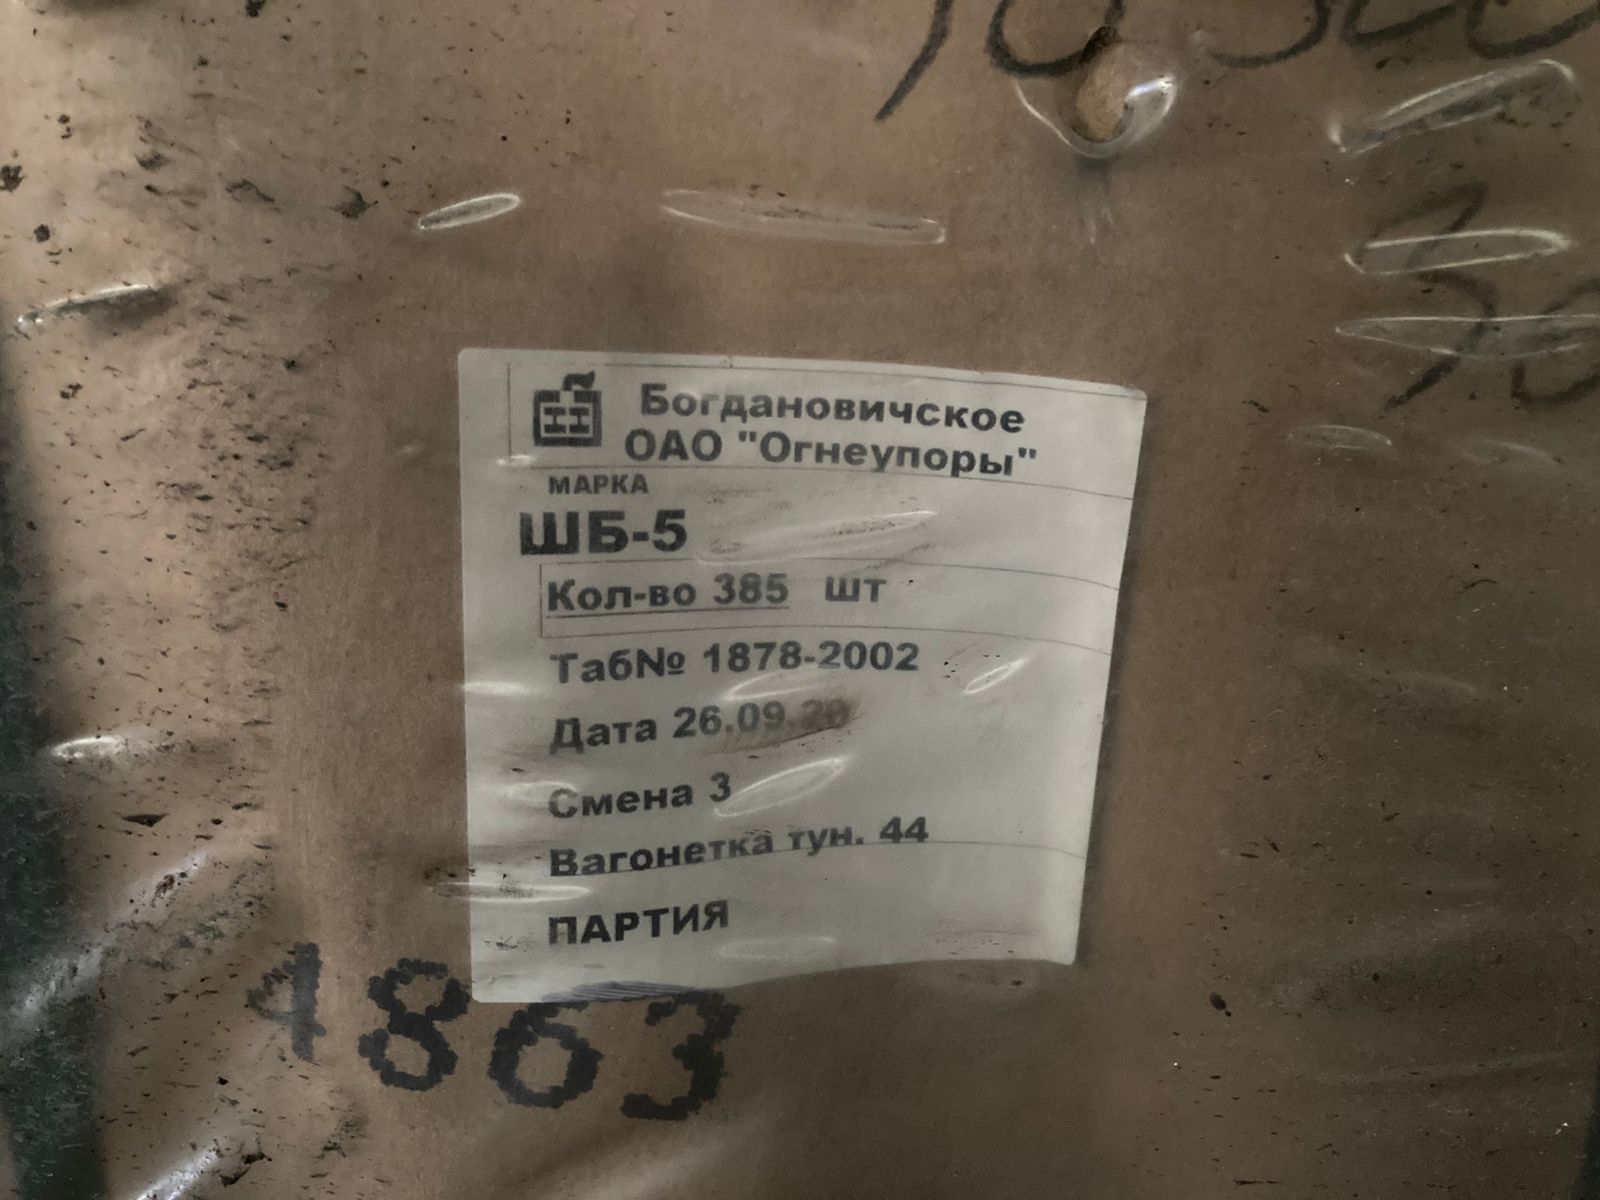 Богдановичское
ОАО "Огнеупоры"
МАРКА
ШБ-5
Кол-во 385 шт
Таб№ 1878-2002
Дата 26.09.20
Смена 3
Вагонетка тун. 44
ПАРТИЯ
1863